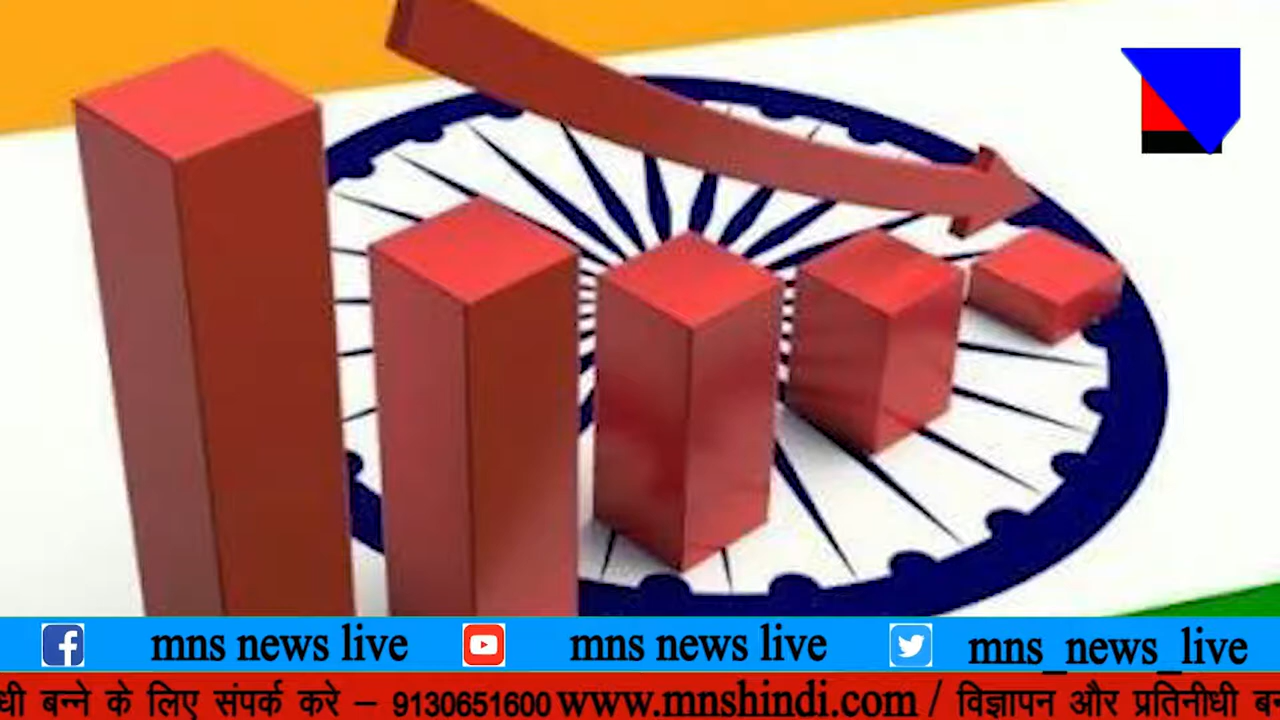 mns news live mns news live mns_news_live
धी बन्ने के लिए संपर्क करे – 9130651600 www.mnshindi.com / विज्ञापन और प्रतिनीधी